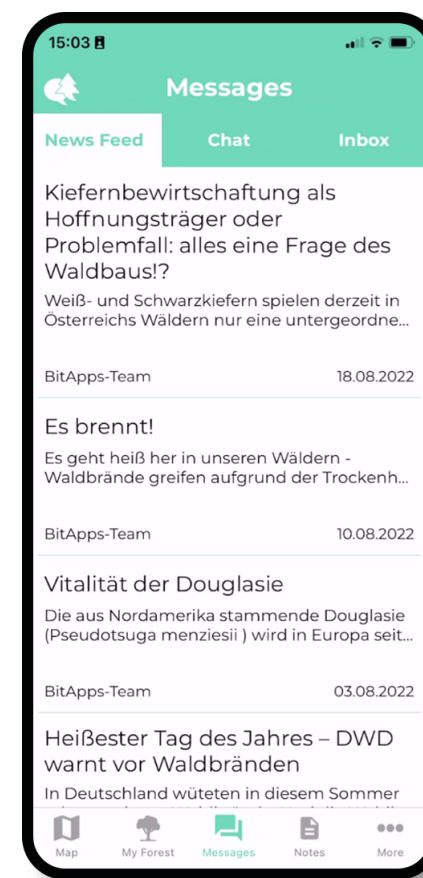 15:03
Messages
News Feed Chat Inbox
Kiefernbewirtschaftung als
Hoffnungsträger oder
Problemfall: alles eine Frage des
Waldbaus!?
Weiß- und Schwarzkiefern spielen derzeit in
Österreichs Wäldern nur eine untergeordne...
BitApps-Team 18.08.2022
Es brennt!
Es geht heiß her in unseren Wäldern -
Waldbrände greifen aufgrund der Trockenh...
BitApps-Team 10.08.2022
Vitalität der Douglasie
Die aus Nordamerika stammende Douglasie
(Pseudotsuga menziesii ) wird in Europa seit...
BitApps-Team 03.08.2022
Heißester Tag des Jahres – DWD
warnt vor Waldbränden
In Deutschland wüteten in diesem Sommer
Map My Forest Messages Notes More